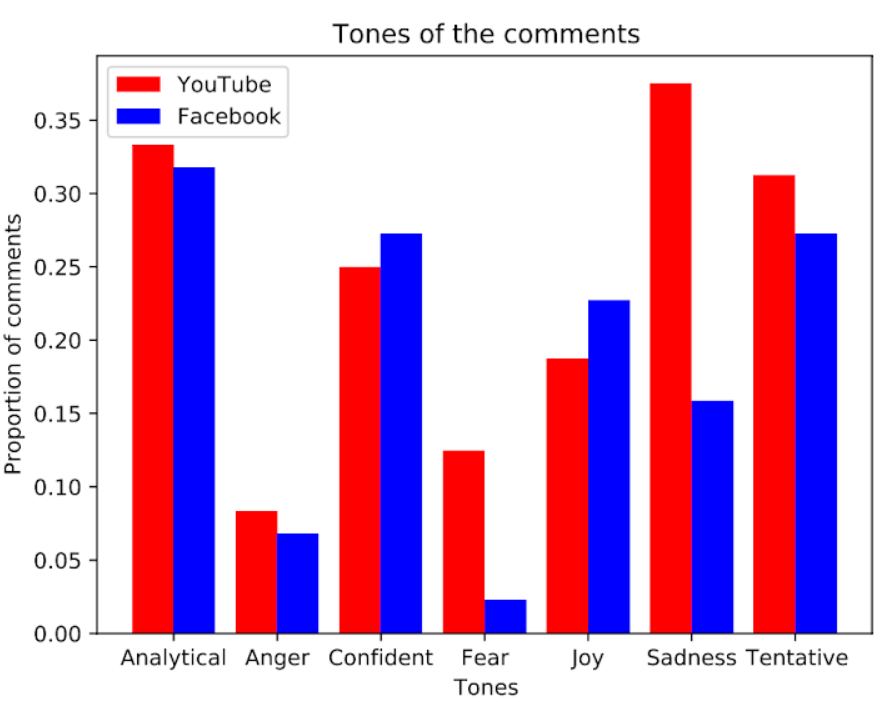 Tones of the comments
YouTube
Facebook
Proportion of comments
0.35
0.30
0.25
0.20
0.15
0.10
0.05
0.00
Analytical Anger Confident Fear Joy Sadness Tentative
Tones